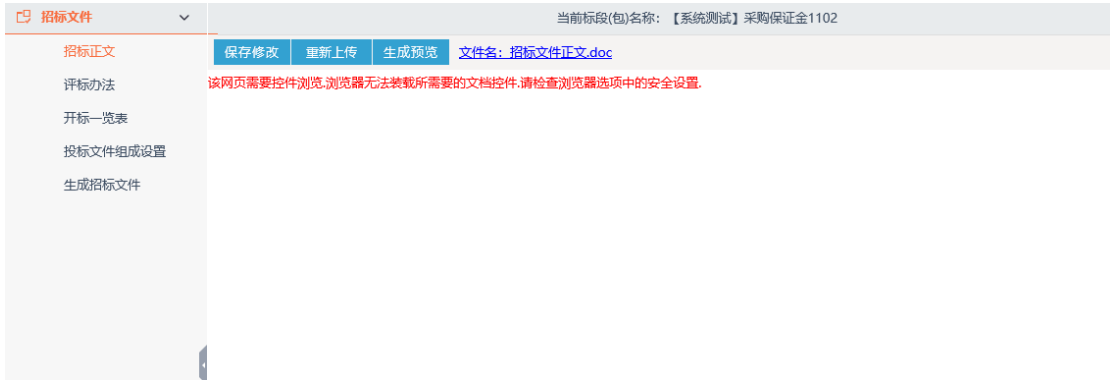 招标文件
当前标段(包)名称：【系统测试】采购保证金1102
招标正文
保存修改 重新上传 生成预览 文件名：招标文件正文.doc
该网页需要控件浏览.浏览器无法装载所需要的文档控件.请检查浏览器选项中的安全设置.
评标办法
开标一览表
投标文件组成设置
生成招标文件